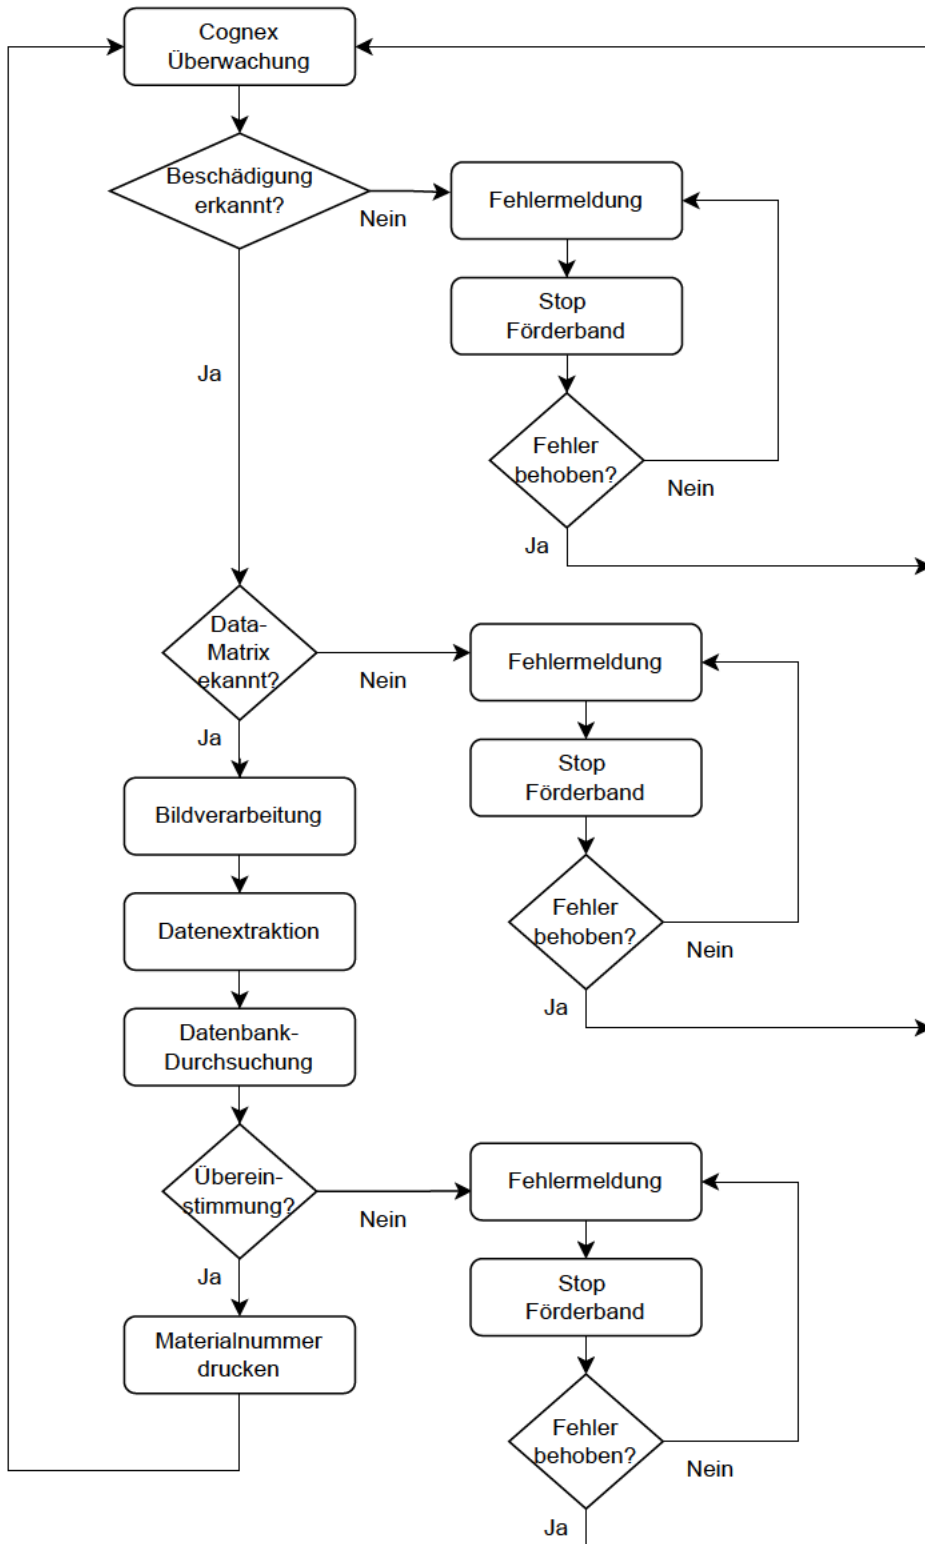 Cognex
Überwachung
Beschädigung
erkannt?
Nein
Fehlermeldung
Stop
Förderband
Ja
Fehler
behoben?
Nein
Ja
Data-
Matrix
ekannt?
Nein
Fehlermeldung
Ja
Stop
Förderband
Bildverarbeitung
Fehler
behoben?
Datenextraktion
Nein
Ja
Datenbank-
Durchsuchung
Überein-
stimmung?
Nein
Fehlermeldung
Ja
Stop
Förderband
Materialnummer
drucken
Fehler
behoben?
Nein
Ja